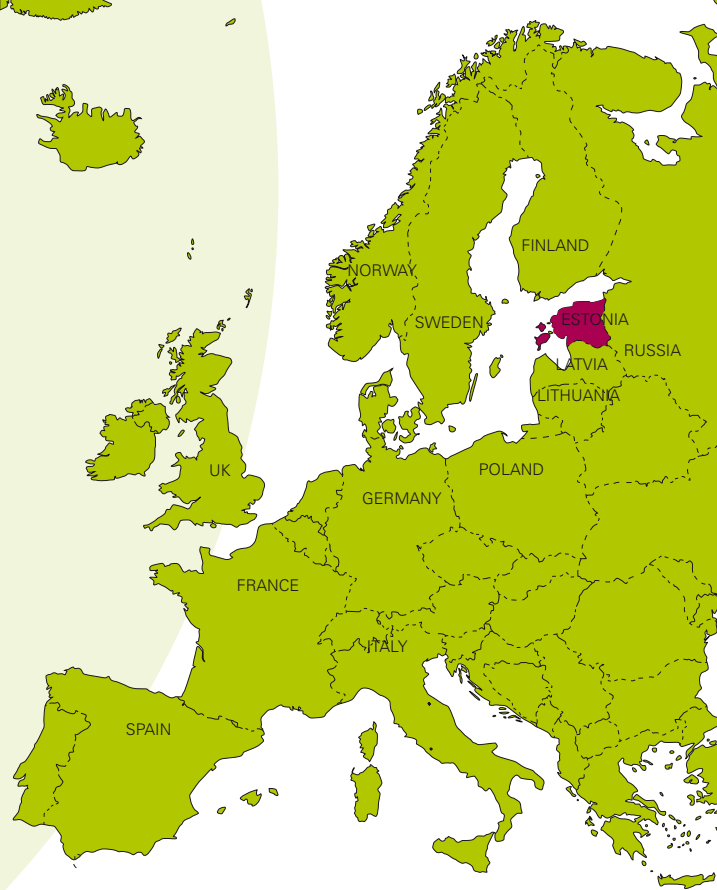 FINLAND
NORWAY
ESTONIA
SWEDEN
RUSSIA
LATVIA
LITHUANIA
UK
POLAND
GERMANY
FRANCE
ITALY
SPAIN